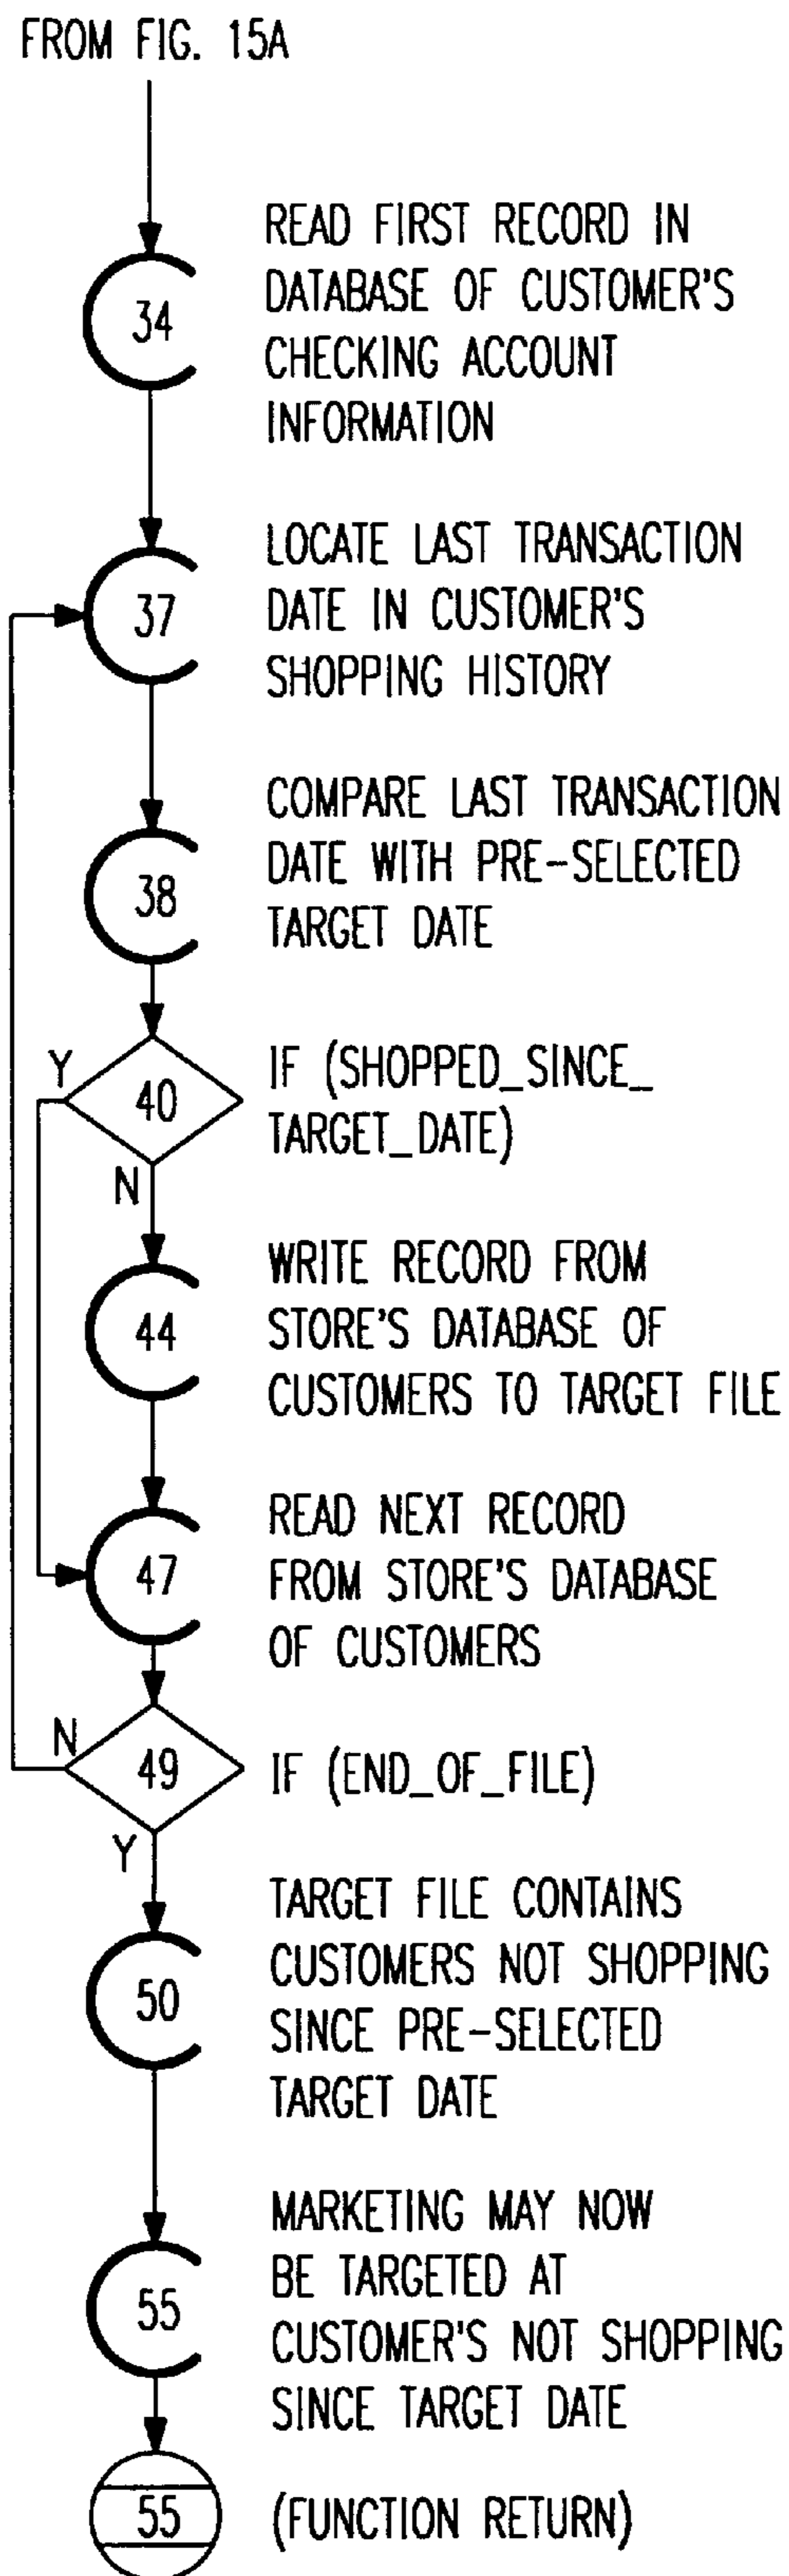 FROM FIG. 15A
34
READ FIRST RECORD IN
DATABASE OF CUSTOMER'S
CHECKING ACCOUNT
INFORMATION
37
LOCATE LAST TRANSACTION
DATE IN CUSTOMER'S
SHOPPING HISTORY
38
COMPARE LAST TRANSACTION
DATE WITH PRE-SELECTED
TARGET DATE
Y
40
N
IF (SHOPPED_SINCE_
TARGET_DATE)
44
WRITE RECORD FROM
STORE'S DATABASE OF
CUSTOMERS TO TARGET FILE
47
READ NEXT RECORD
FROM STORE'S DATABASE
OF CUSTOMERS
N
49
Y
IF (END_OF_FILE)
50
TARGET FILE CONTAINS
CUSTOMERS NOT SHOPPING
SINCE PRE-SELECTED
TARGET DATE
55
MARKETING MAY NOW
BE TARGETED AT
CUSTOMER'S NOT SHOPPING
SINCE TARGET DATE
55
(FUNCTION RETURN)